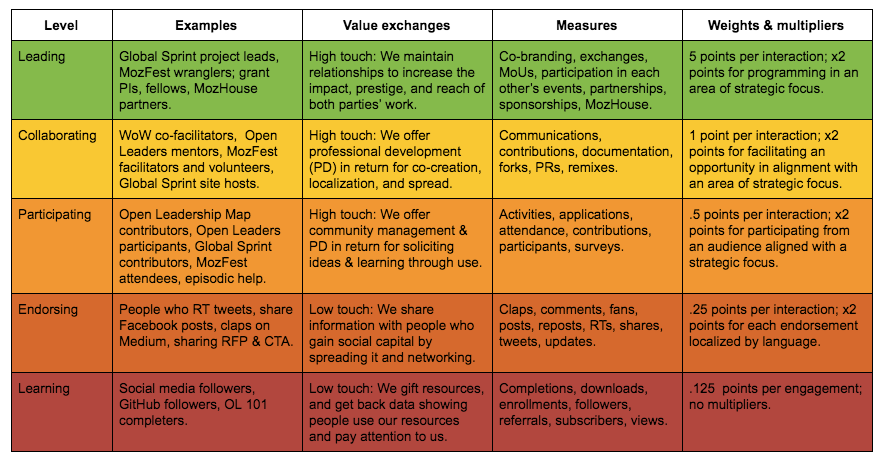 Level
Examples
Value exchanges
Measures
Weights & multipliers
Leading
Global Sprint project leads,
MozFest wranglers; grant
PIs, fellows, MozHouse
partners.
High touch: We maintain
relationships to increase the
impact, prestige, and reach of
both parties' work.
Co-branding, exchanges,
MoUs, participation in each
other's events, partnerships,
sponsorships, MozHouse.
5 points per interaction; x2
points for programming in an
area of strategic focus.
Collaborating
WoW co-facilitators, Open
Leaders mentors, MozFest
facilitators and volunteers,
Global Sprint site hosts.
High touch: We offer
professional development
(PD) in return for co-creation,
localization, and spread.
Communications,
contributions, documentation,
forks, PRs, remixes.
1 point per interaction; x2
points for facilitating an
opportunity in alignment with
an area of strategic focus.
Participating
Open Leadership Map
contributors, Open Leaders
participants, Global Sprint
contributors, MozFest
attendees, episodic help.
High touch: We offer
community management &
PD in return for soliciting
ideas & learning through use.
Activities, applications,
attendance, contributions,
participants, surveys.
.5 points per interaction; x2
points for participating from
an audience aligned with a
strategic focus.
Endorsing
People who RT tweets, share
Facebook posts, claps on
Medium, sharing RFP & CTA.
Low touch: We share
information with people who
gain social capital by
spreading it and networking.
Claps, comments, fans,
posts, reposts, RTs, shares,
tweets, updates.
.25 points per interaction; x2
points for each endorsement
localized by language.
Learning
Social media followers,
GitHub followers, OL 101
completers.
Low touch: We gift resources,
and get back data showing
people use our resources
and pay attention to us.
Completions, downloads,
enrollments, followers,
referrals, subscribers, views.
.125 points per engagement;
no multipliers.